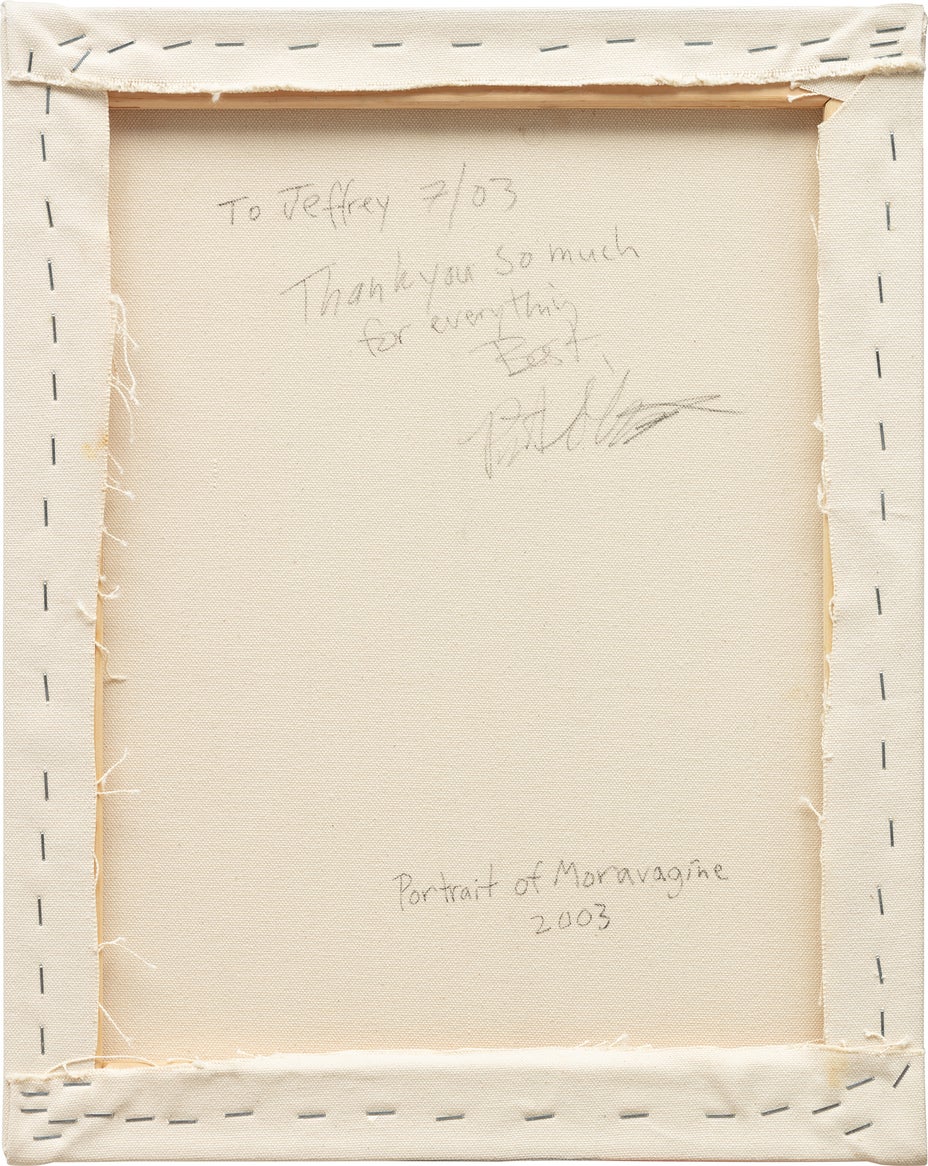 To Jeffrey 7/03
Thank you so much
for everything
Best,
Portrait of Moravagine
2003